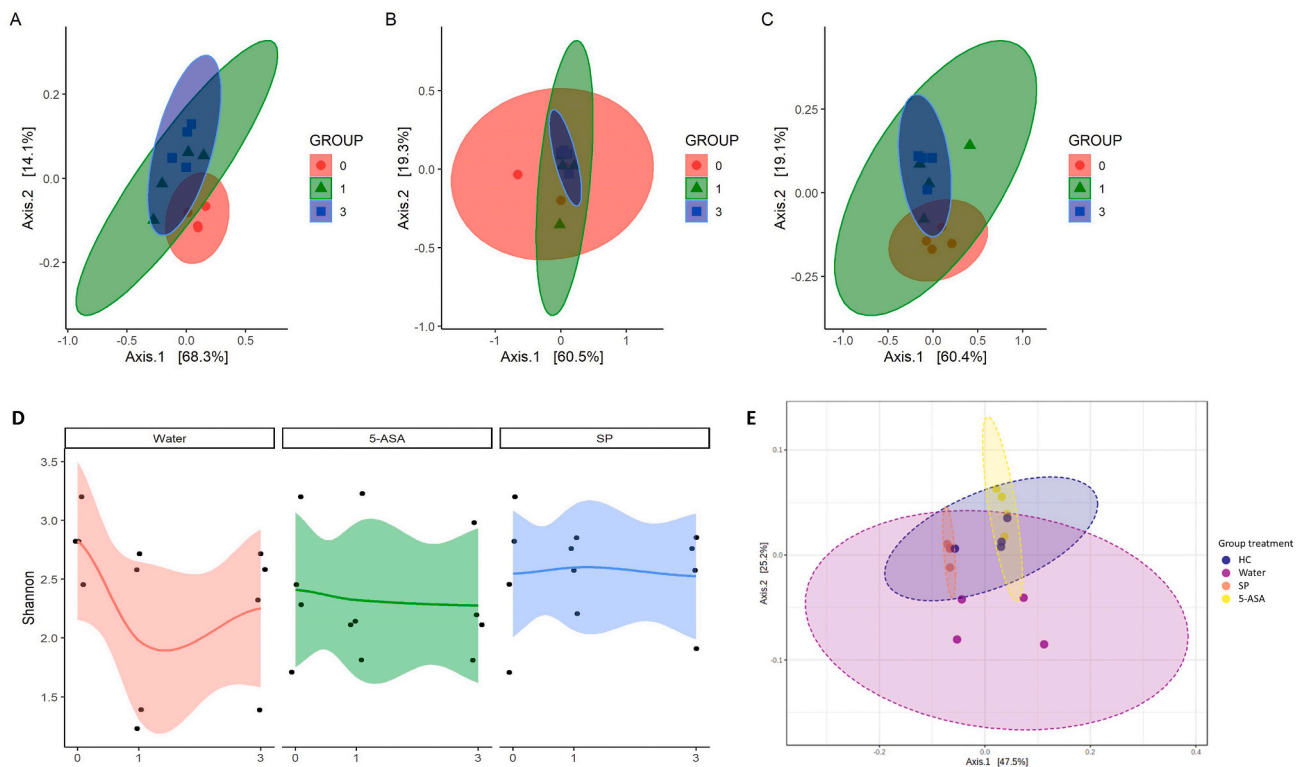 A
Axis.2 [14.1%]
0.2
0.0
-0.2
-1.0 -0.5 0.0 0.5
Axis.1 [68.3%]
GROUP
0
1
3
B
Axis.2 [19.3%]
0.5
0.0
-0.5
-1.0
-1 0 1
Axis.1 [60.5%]
GROUP
0
1
3
C
Axis.2 [19.1%]
0.25
0.00
-0.25
-1.0 -0.5 0.0 0.5 1.0
Axis.1 [60.4%]
GROUP
0
1
3
D
Water 5-ASA SP
Shannon
3.5
3.0
2.5
2.0
1.5
0 1 3 0 1 3 0 1 3
E
Axis.2 [25.2%]
0.1
0.0
-0.1
-0.2 0.0 0.2 0.4
Axis.1 [47.5%]
Group treatment
HC
Water
SP
5-ASA